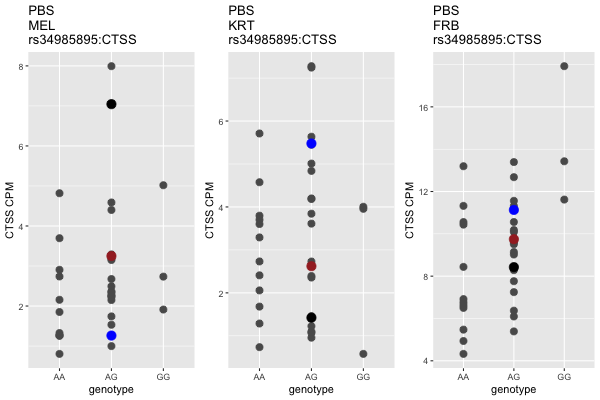 PBS
MEL
rs34985895:CTSS
8
6
4
2
CTSS CPM
AA AG GG
genotype
PBS
KRT
rs34985895:CTSS
6
4
2
CTSS CPM
AA AG GG
genotype
PBS
FRB
rs34985895:CTSS
16
12
8
4
CTSS CPM
AA AG GG
genotype